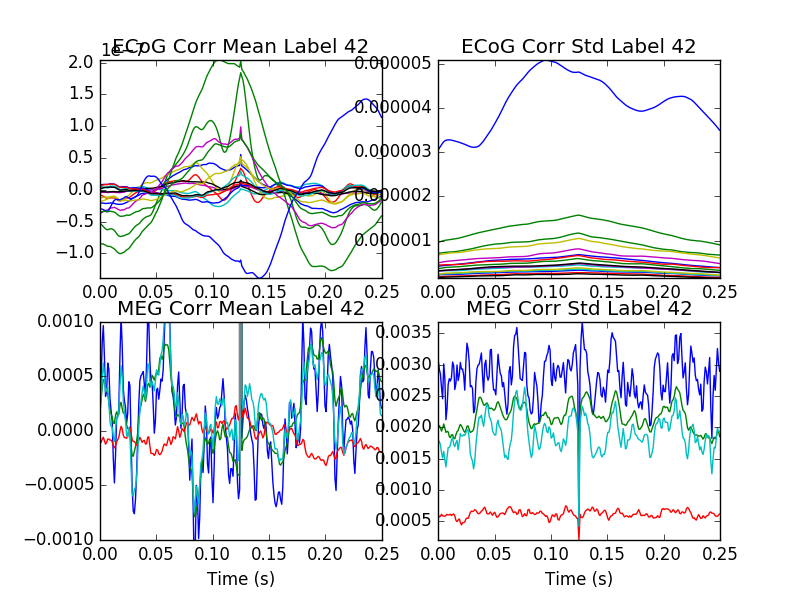 1e−7
ECoG Corr Mean Label 42
2.0
1.5
1.0
0.5
0.0
−0.5
−1.0
0.00 0.05 0.10 0.15 0.20 0.25
ECoG Corr Std Label 42
0.000005
0.000004
0.000003
0.000002
0.000001
0.00 0.05 0.10 0.15 0.20 0.25
MEG Corr Mean Label 42
0.0010
0.0005
0.0000
−0.0005
−0.0010
0.00 0.05 0.10 0.15 0.20 0.25
Time (s)
MEG Corr Std Label 42
0.0035
0.0030
0.0025
0.0020
0.0015
0.0010
0.0005
0.00 0.05 0.10 0.15 0.20 0.25
Time (s)